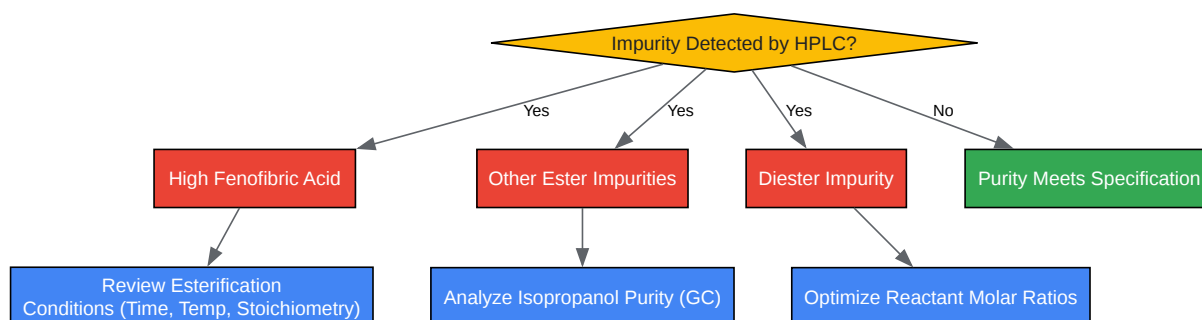 Impurity Detected by HPLC?
Yes
Yes
Yes
No
High Fenofibric Acid
Other Ester Impurities
Diester Impurity
Purity Meets Specification
Review Esterification
Conditions (Time, Temp, Stoichiometry)
Analyze Isopropanol Purity (GC)
Optimize Reactant Molar Ratios